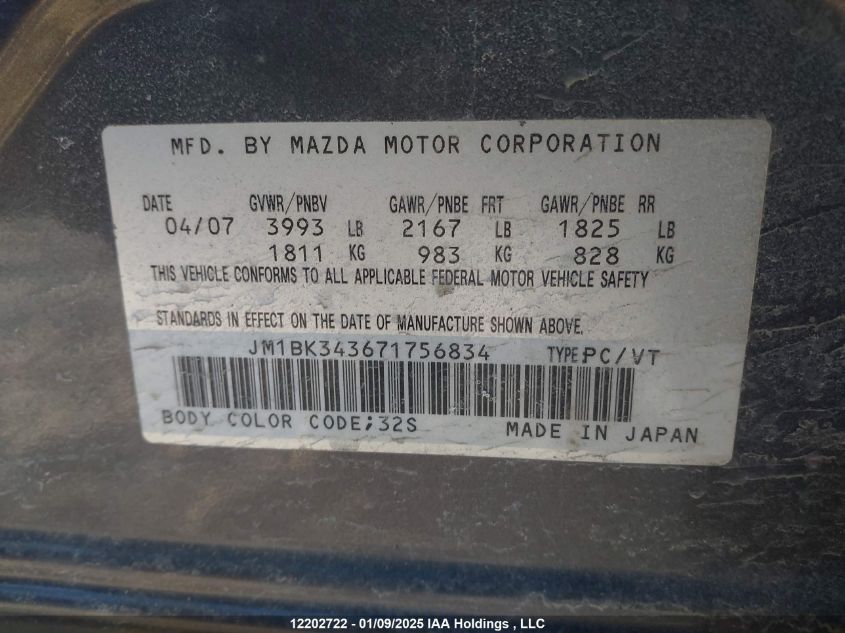 MFD. BY MAZDA MOTOR CORPORATION
DATE GVWR/PNBV GAWR/PNBE FRT GAWR/PNBE RR
04/07 3993 LB 2167 LB 1825 LB
1811 KG 983 KG 828 KG
THIS VEHICLE CONFORMS TO ALL APPLICABLE FEDERAL MOTOR VEHICLE SAFETY
STANDARDS IN EFFECT ON THE DATE OF MANUFACTURE SHOWN ABOVE.
JM1BK343671756834 TYPE:PC/VT
BODY COLOR CODE;32S MADE IN JAPAN
12202722 - 01/09/2025 IAA Holdings , LLC